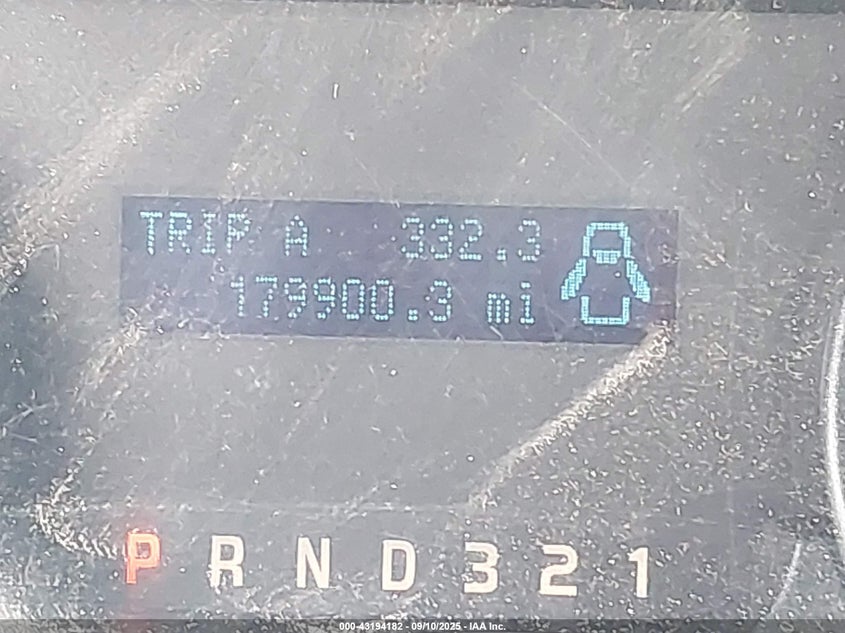 TRIP A 332.3
179900.3 mi
P R N D 3 2 1
000-43194182 - 09/10/2025 - IAA Inc.